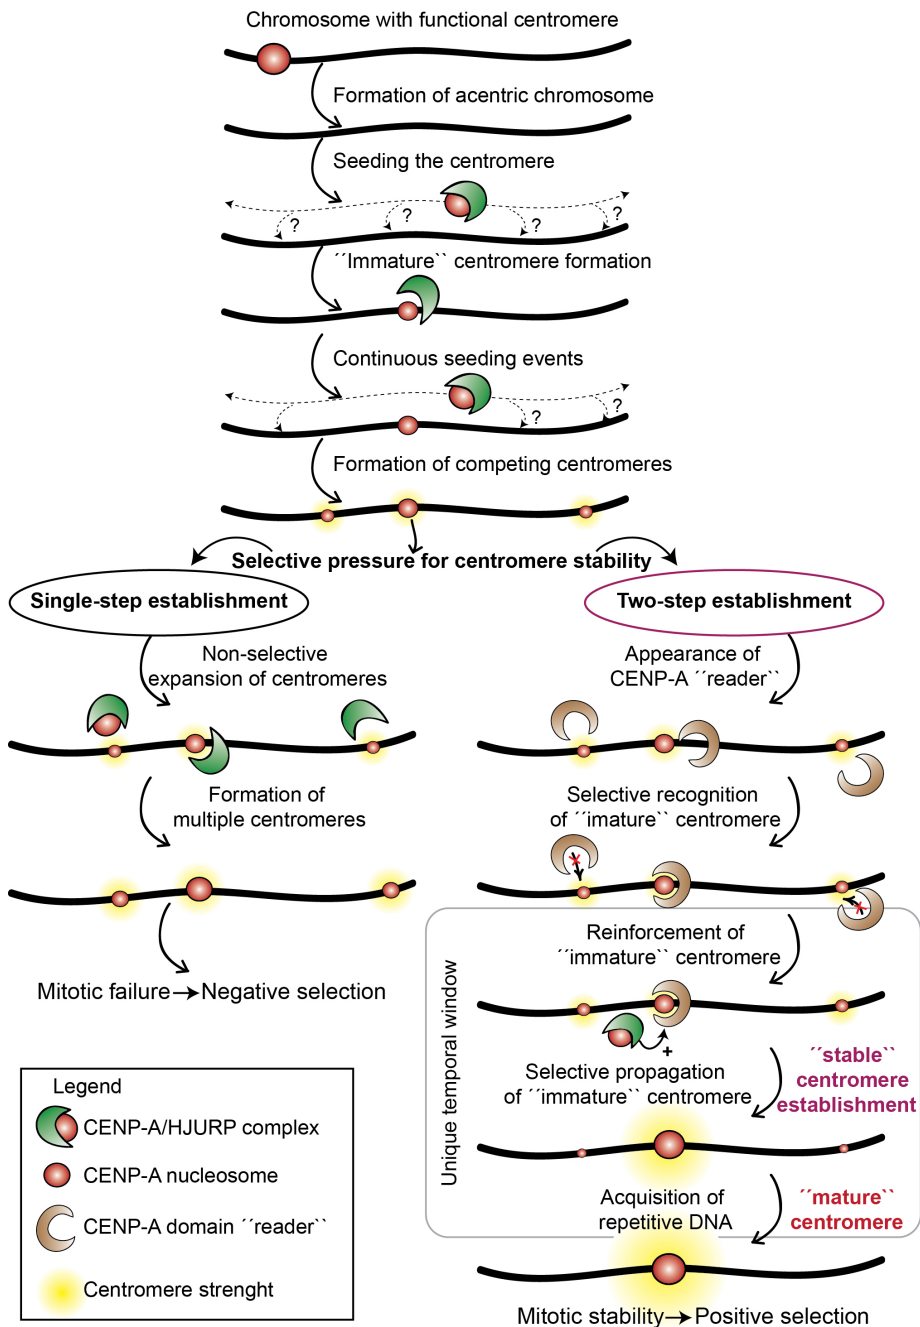 Chromosome with functional centromere
Formation of acentric chromosome
Seeding the centromere
?
?
?
?
´´Immature`` centromere formation
Continuous seeding events
?
?
Formation of competing centromeres
Selective pressure for centromere stability
Single-step establishment
Non-selective
expansion of centromeres
Formation of
multiple centromeres
Mitotic failure→Negative selection
Two-step establishment
Appearance of
CENP-A ´´reader``
Selective recognition
of ´´imature`` centromere
Reinforcement of
´´immature`` centromere
Unique temporal window
+
Selective propagation
of ´´immature`` centromere
´´stable``
centromere
establishment
Acquisition of
repetitive DNA
´´mature``
centromere
Mitotic stability→Positive selection
Legend
CENP-A/HJURP complex
CENP-A nucleosome
CENP-A domain ´´reader``
Centromere strenght